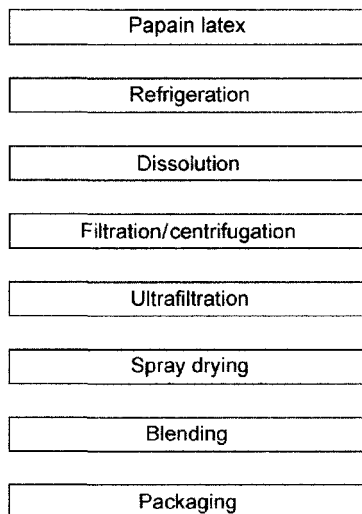 Papain latex
Refrigeration
Dissolution
Filtration/centrifugation
Ultrafiltration
Spray drying
Blending
Packaging